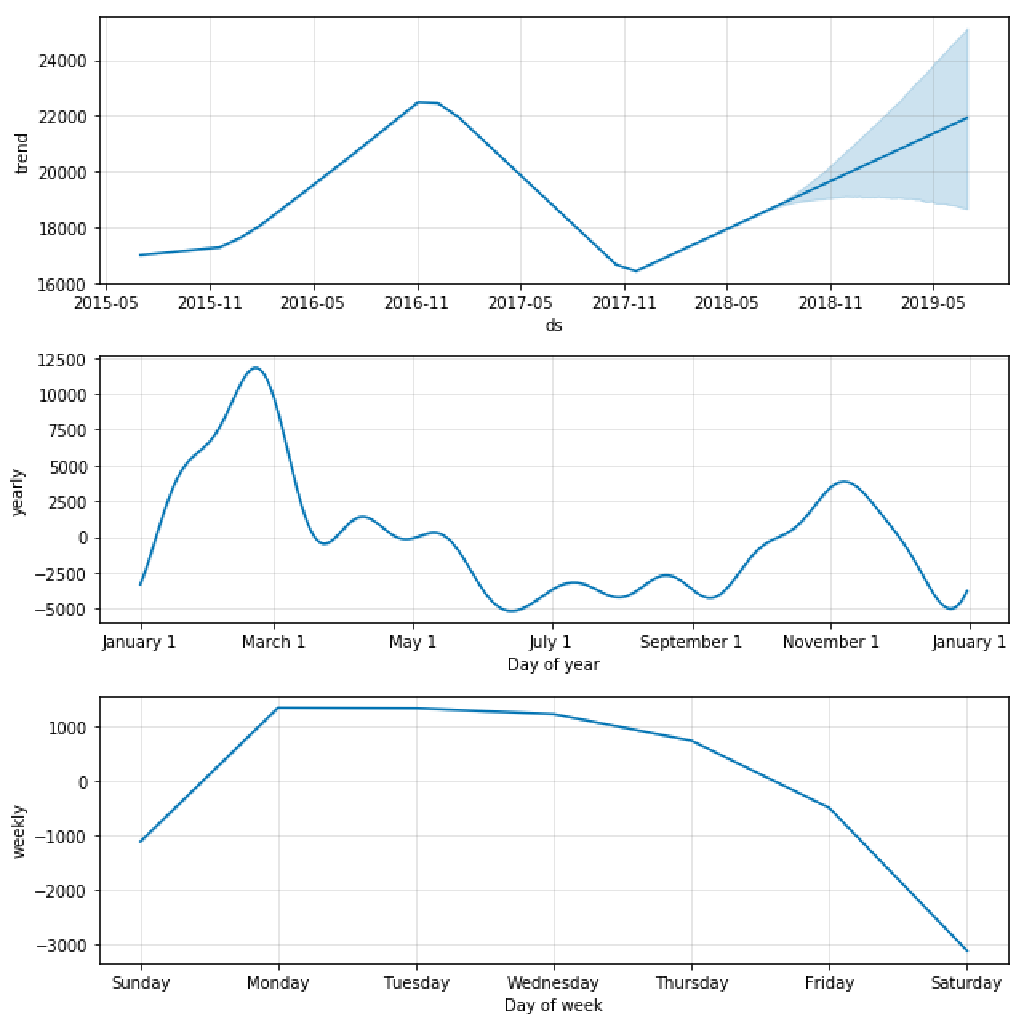 24000
22000
20000
18000
16000
trend
2015-05 2015-11 2016-05 2016-11 2017-05 2017-11 2018-05 2018-11 2019-05
ds
12500
10000
7500
5000
2500
0
−2500
−5000
yearly
January 1 March 1 May 1 July 1 September 1 November 1 January 1
Day of year
1000
0
−1000
−2000
−3000
weekly
Sunday Monday Tuesday Wednesday Thursday Friday Saturday
Day of week